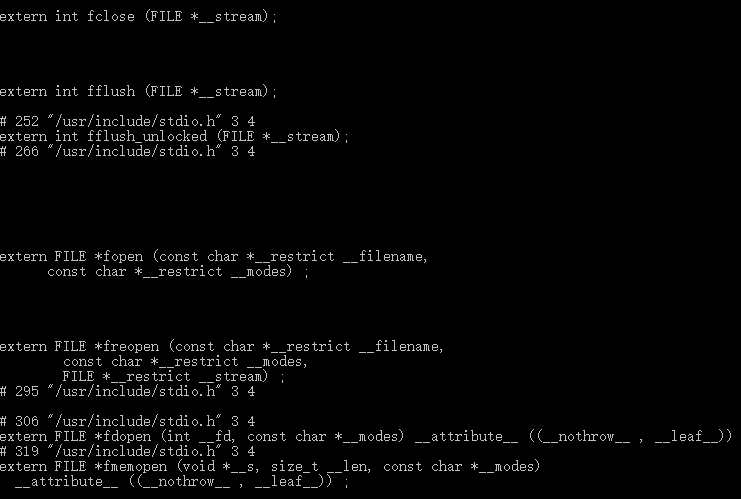 extern int fclose (FILE *__stream);
extern int fflush (FILE *__stream);
# 252 "/usr/include/stdio.h" 3 4
extern int fflush_unlocked (FILE *__stream);
# 266 "/usr/include/stdio.h" 3 4
extern FILE *fopen (const char *__restrict __filename,
const char *__restrict __modes) ;
extern FILE *freopen (const char *__restrict __filename,
const char *__restrict __modes,
FILE *__restrict __stream) ;
# 295 "/usr/include/stdio.h" 3 4
# 306 "/usr/include/stdio.h" 3 4
extern FILE *fdopen (int __fd, const char *__modes) __attribute__ ((__nothrow__ , __leaf__))
# 319 "/usr/include/stdio.h" 3 4
extern FILE *fmemopen (void *__s, size_t __len, const char *__modes)
__attribute__ ((__nothrow__ , __leaf__)) ;